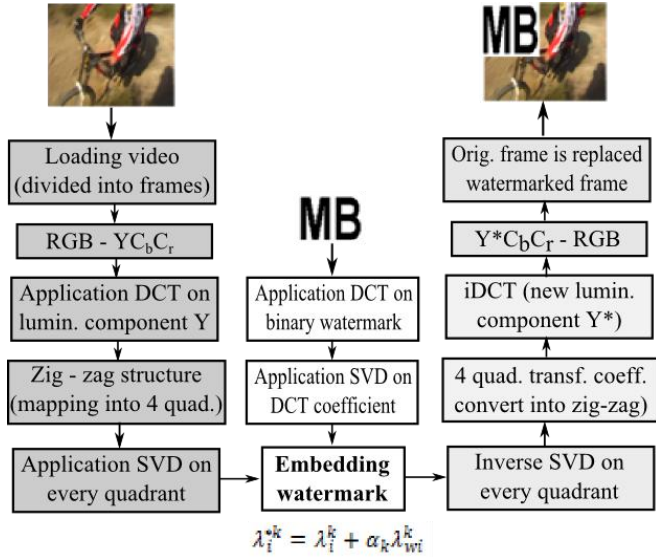 Loading video
(divided into frames)
RGB - YCbCr
Application DCT on
lumin. component Y
Zig - zag structure
(mapping into 4 quad.)
Application SVD on
every quadrant
MB
Application DCT on
binary watermark
Application SVD on
DCT coefficient
Embedding
watermark
λᵢ*ᵏ = λᵢᵏ + αₖλwᵢᵏ
MB
Orig. frame is replaced
watermarked frame
Y*CbCr - RGB
iDCT (new lumin.
component Y*)
4 quad. transf. coeff.
convert into zig-zag)
Inverse SVD on
every quadrant